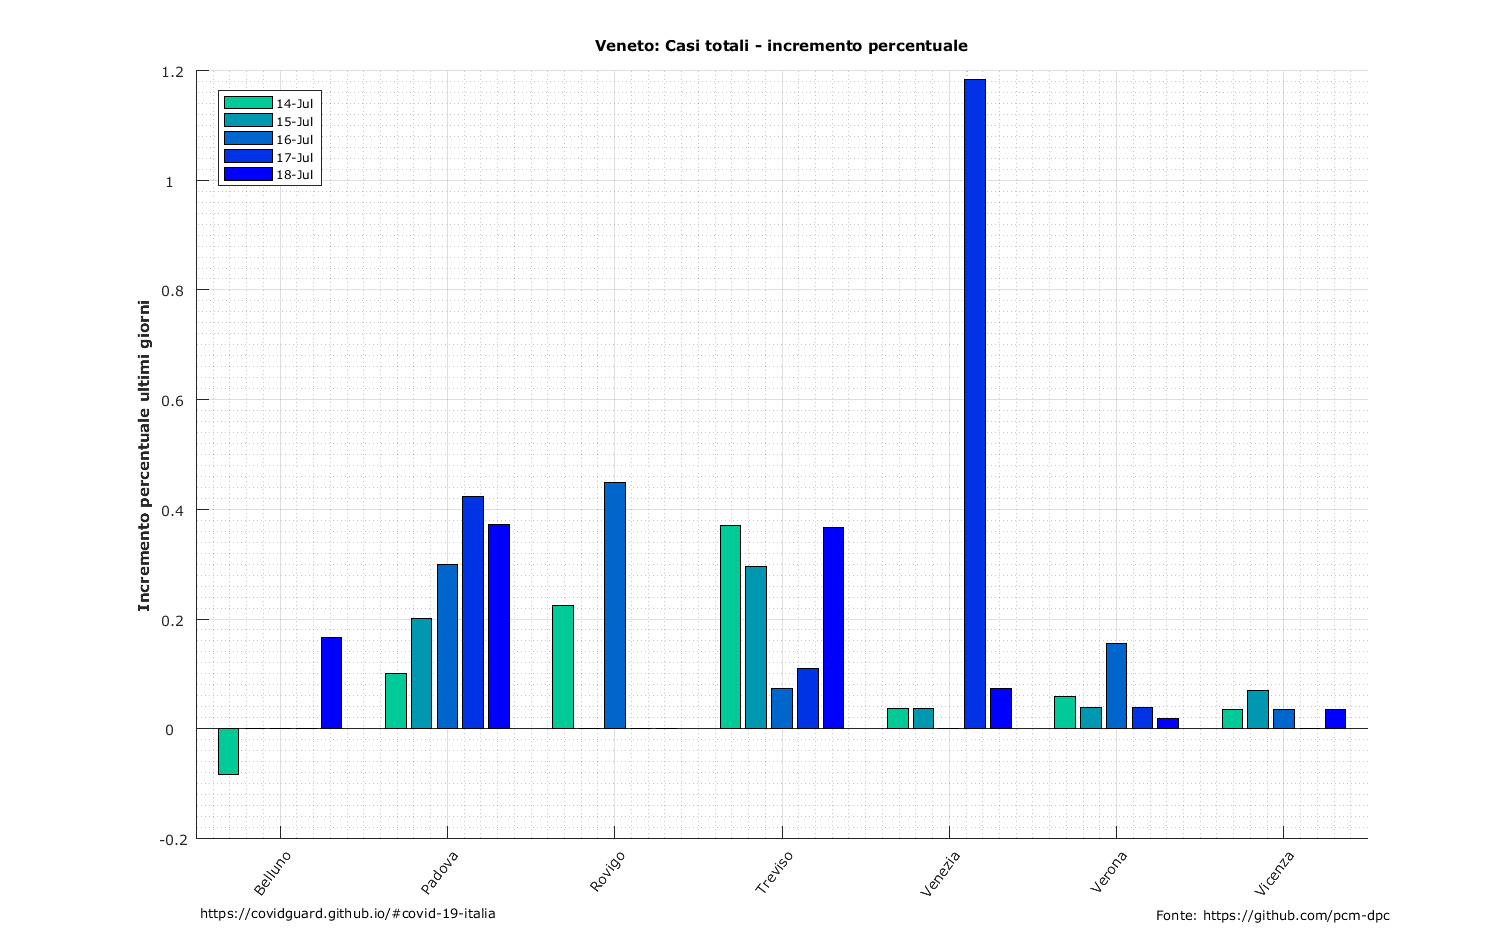 Veneto: Casi totali - incremento percentuale
1.2
1
0.8
0.6
0.4
0.2
0
-0.2
Incremento percentuale ultimi giorni
14-Jul
15-Jul
16-Jul
17-Jul
18-Jul
Belluno
Padova
Rovigo
Treviso
Venezia
Verona
Vicenza
https://covidguard.github.io/#covid-19-italia
Fonte: https://github.com/pcm-dpc